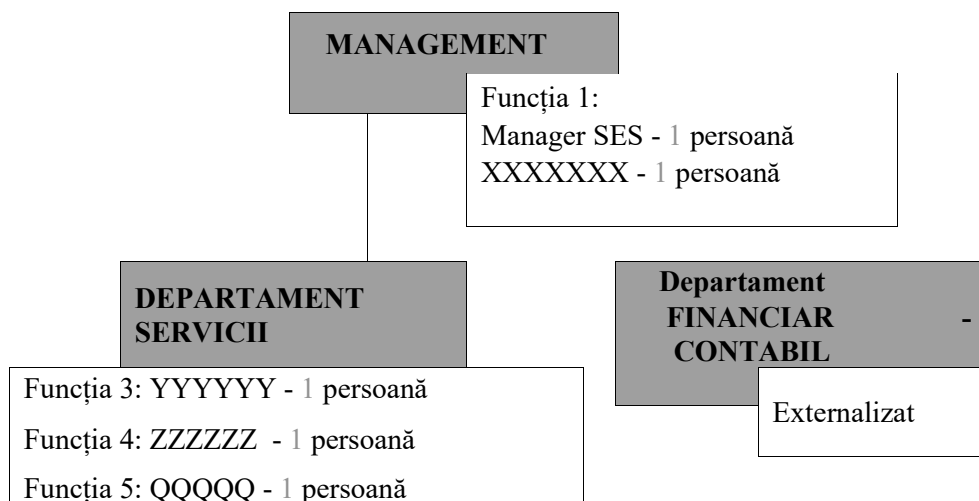 MANAGEMENT
Funcția 1:
Manager SES - 1 persoană
XXXXXXX - 1 persoană
DEPARTAMENT
SERVICII
Funcția 3: YYYYYY - 1 persoană
Funcția 4: ZZZZZZ - 1 persoană
Funcția 5: QQQQQ - 1 persoană
Departament
FINANCIAR -
CONTABIL
Externalizat